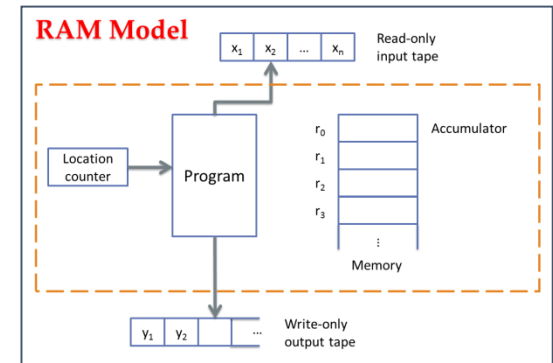 RAM Model
x₁ x₂ ... xₙ
Read-only
input tape
Location
counter
Program
r₀
r₁
r₂
r₃
⋮
Accumulator
Memory
y₁ y₂ ...
Write-only
output tape